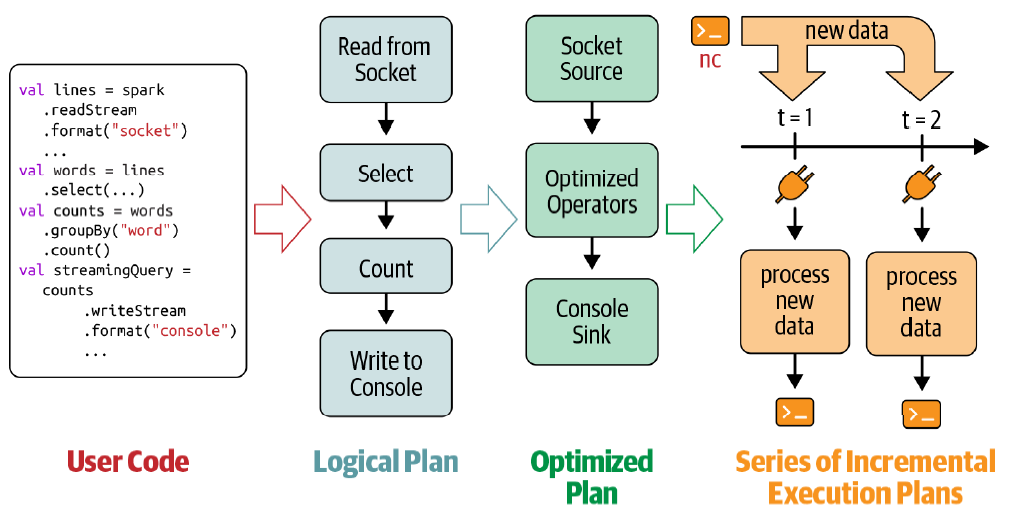 val lines = spark
.readStream
.format("socket")
...
val words = lines
.select(...)
val counts = words
.groupBy("word")
.count()
val streamingQuery =
counts
.writeStream
.format("console")
...
User Code
Read from
Socket
Select
Count
Write to
Console
Logical Plan
Socket
Source
Optimized
Operators
Console
Sink
Optimized
Plan
>_
nc
new data
t = 1
t = 2
process
new
data
process
new
data
>_
>_
Series of Incremental
Execution Plans